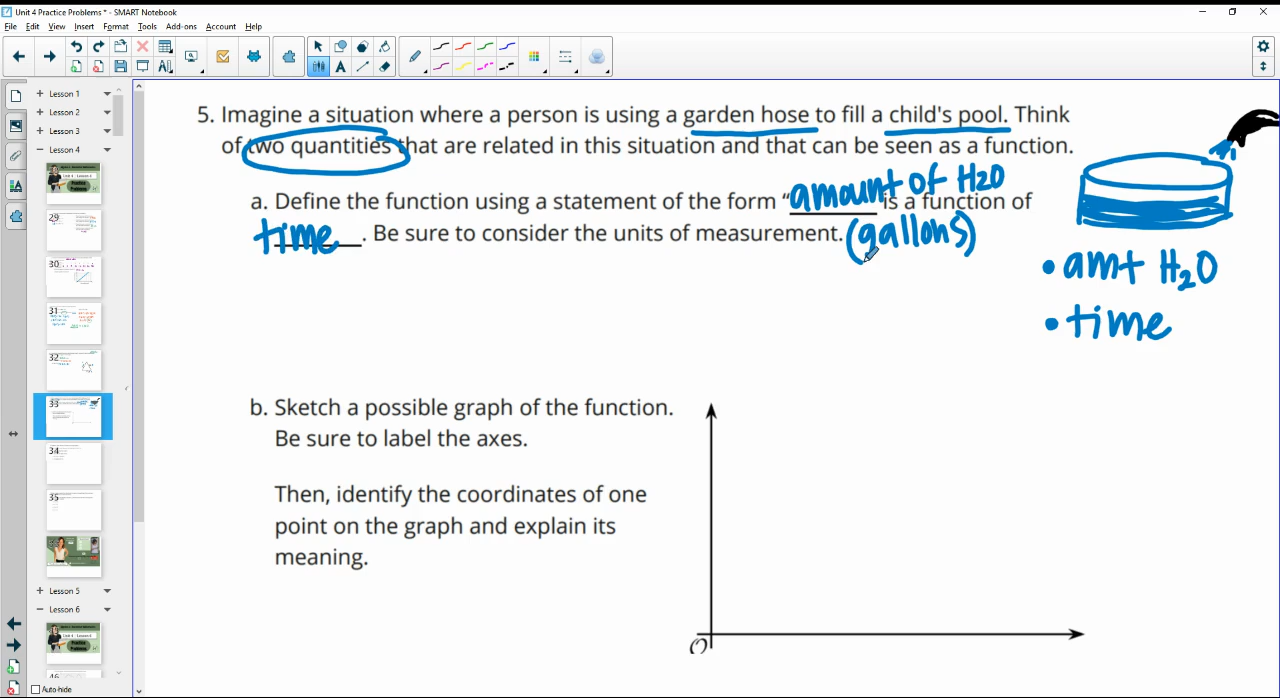 Unit 4 Practice Problems * - SMART Notebook
File Edit View Insert Format Tools Add-ons Account Help
Lesson 1
Lesson 2
Lesson 3
Lesson 4
29
30
31
32
33
34
35
Lesson 5
Lesson 6
Practice Problems
46
Auto-hide
5. Imagine a situation where a person is using a garden hose to fill a child's pool. Think
of two quantities that are related in this situation and that can be seen as a function.
a. Define the function using a statement of the form “amount of H2O is a function of
time. Be sure to consider the units of measurement. (gallons)
• amt H₂O
• time
b. Sketch a possible graph of the function.
Be sure to label the axes.
Then, identify the coordinates of one
point on the graph and explain its
meaning.
O